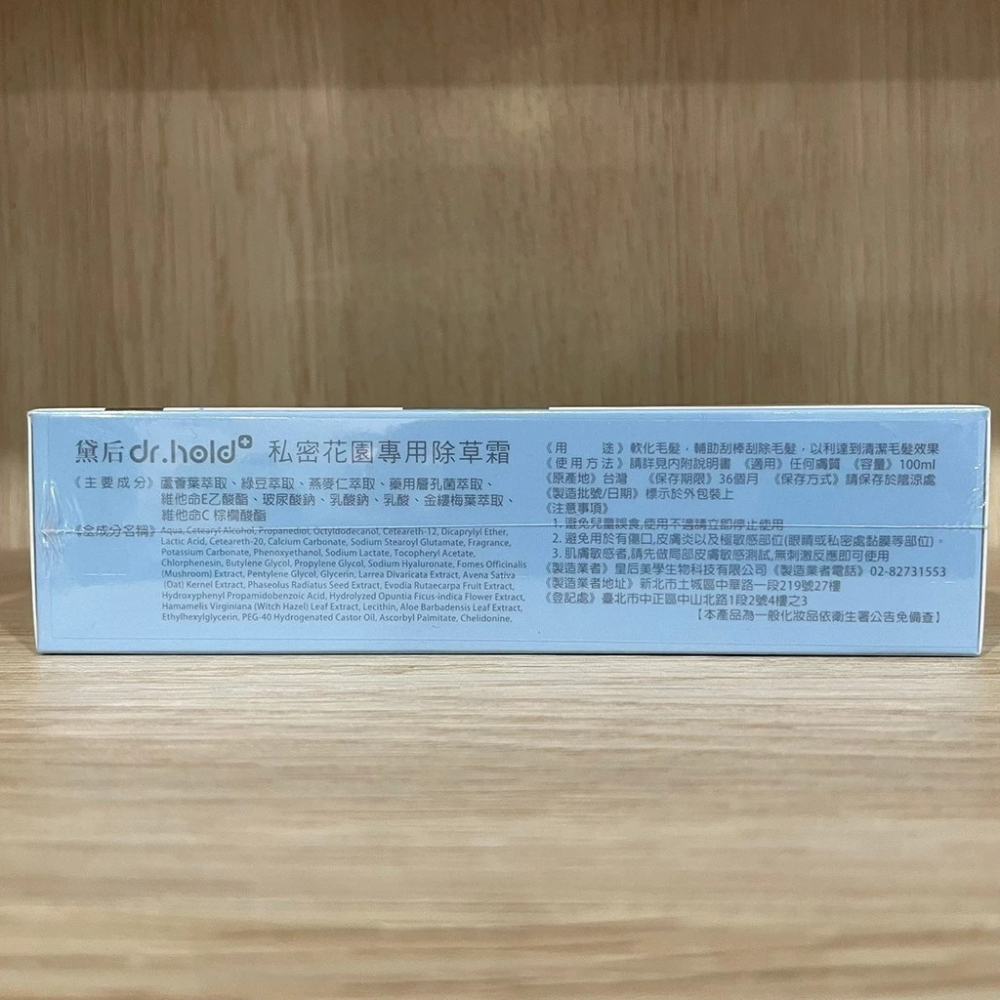 黛后 dr.hold+ 私密花園專用除草霜
《主要成分》蘆薈葉萃取、綠豆萃取、燕麥仁萃取、藥用層孔菌萃取、
維他命E乙酸酯、玻尿酸鈉、乳酸鈉、乳酸、金縷梅葉萃取、
維他命C 棕櫚酸酯
《全成分名稱》Aqua, Cetearyl Alcohol, Propanediol, Octyldodecanol, Ceteareth-12, Dicaprylyl Ether,
Lactic Acid, Ceteareth-20, Calcium Carbonate, Sodium Stearoyl Glutamate, Fragrance,
Potassium Carbonate, Phenoxyethanol, Sodium Lactate, Tocopheryl Acetate,
Chlorphenesin, Butylene Glycol, Propylene Glycol, Sodium Hyaluronate, Fomes Officinalis
(Mushroom) Extract, Pentylene Glycol, Glycerin, Larrea Divaricata Extract, Avena Sativa
(Oat) Kernel Extract, Phaseolus Radiatus Seed Extract, Evodia Rutaecarpa Fruit Extract,
Hydroxyphenyl Propamidobenzoic Acid, Hydrolyzed Opuntia Ficus-indica Flower Extract,
Hamamelis Virginiana (Witch Hazel) Leaf Extract, Lecithin, Aloe Barbadensis Leaf Extract,
Ethylhexylglycerin, PEG-40 Hydrogenated Castor Oil, Ascorbyl Palmitate, Chelidonine.
《用 途》軟化毛髮，輔助刮棒刮除毛髮，以利達到清潔毛髮效果
《使用方法》請詳見內附說明書 《適用》任何膚質 《容量》100ml
《原產地》台灣 《保存期限》36個月 《保存方式》請保存於陰涼處
《製造批號/日期》標示於外包裝上
《注意事項》
1. 避免兒童誤食,使用不適請立即停止使用
2. 避免用於有傷口,皮膚炎以及極敏感部位(眼睛或私密處黏膜等部位)。
3. 肌膚敏感者,請先做局部皮膚敏感測試,無刺激反應即可使用
《製造業者》皇后美學生物科技有限公司《製造業者電話》02-82731553
《製造業者地址》新北市土城區中華路一段219號27樓
《登記處》臺北市中正區中山北路1段2號4樓之3
【本產品為一般化妝品依衛生署公告免備查】